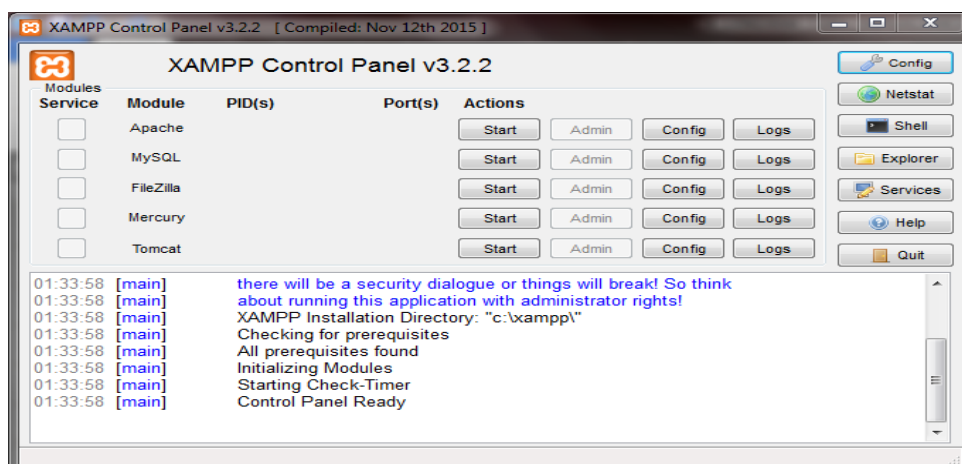 XAMPP Control Panel v3.2.2 [ Compiled: Nov 12th 2015 ]
XAMPP Control Panel v3.2.2
Config
Modules
Service Module PID(s) Port(s) Actions
Netstat
Apache Start Admin Config Logs
Shell
MySQL Start Admin Config Logs
Explorer
FileZilla Start Admin Config Logs
Services
Mercury Start Admin Config Logs
Help
Tomcat Start Admin Config Logs
Quit
01:33:58 [main] there will be a security dialogue or things will break! So think
01:33:58 [main] about running this application with administrator rights!
01:33:58 [main] XAMPP Installation Directory: "c:\xampp\"
01:33:58 [main] Checking for prerequisites
01:33:58 [main] All prerequisites found
01:33:58 [main] Initializing Modules
01:33:58 [main] Starting Check-Timer
01:33:58 [main] Control Panel Ready